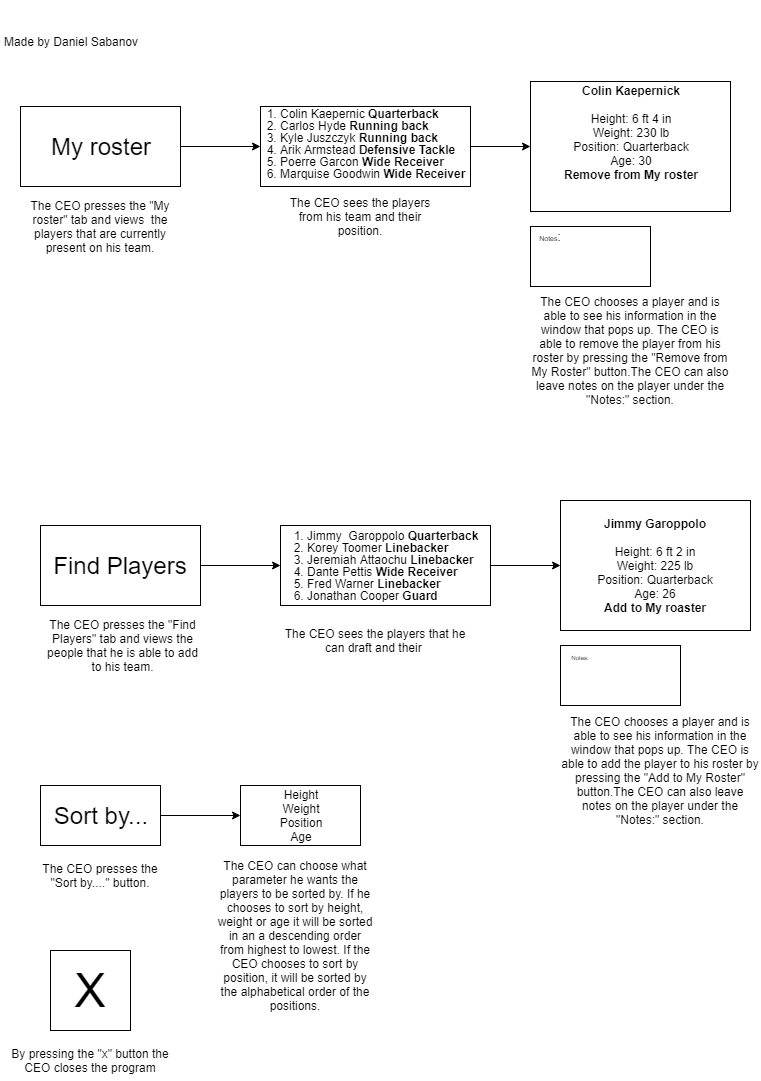 Made by Daniel Sabanov
My roster
The CEO presses the "My
roster" tab and views  the
players that are currently
present on his team.
1. Colin Kaepernic Quarterback
2. Carlos Hyde Running back
3. Kyle Juszczyk Running back
4. Arik Armstead Defensive Tackle
5. Poerre Garcon Wide Receiver
6. Marquise Goodwin Wide Receiver
The CEO sees the players
from his team and their
position.
Colin Kaepernick
Height: 6 ft 4 in
Weight: 230 lb
Position: Quarterback
Age: 30
Remove from My roster
Notes:
The CEO chooses a player and is
able to see his information in the
window that pops up. The CEO is
able to remove the player from his
roster by pressing the "Remove from
My Roster" button.The CEO can also
leave notes on the player under the
"Notes:" section.
Find Players
The CEO presses the "Find
Players" tab and views the
people that he is able to add
to his team.
1. Jimmy  Garoppolo Quarterback
2. Korey Toomer Linebacker
3. Jeremiah Attaochu Linebacker
4. Dante Pettis Wide Receiver
5. Fred Warner Linebacker
6. Jonathan Cooper Guard
The CEO sees the players that he
can draft and their
Jimmy Garoppolo
Height: 6 ft 2 in
Weight: 225 lb
Position: Quarterback
Age: 26
Add to My roaster
Notes:
The CEO chooses a player and is
able to see his information in the
window that pops up. The CEO is
able to add the player to his roster by
pressing the "Add to My Roster"
button.The CEO can also leave
notes on the player under the
"Notes:" section.
Sort by...
The CEO presses the
"Sort by...." button.
Height
Weight
Position
Age
The CEO can choose what
parameter he wants the
players to be sorted by. If he
chooses to sort by height,
weight or age it will be sorted
in an a descending order
from highest to lowest. If the
CEO chooses to sort by
position, it will be sorted by
the alphabetical order of the
positions.
X
By pressing the "x" button the
CEO closes the program